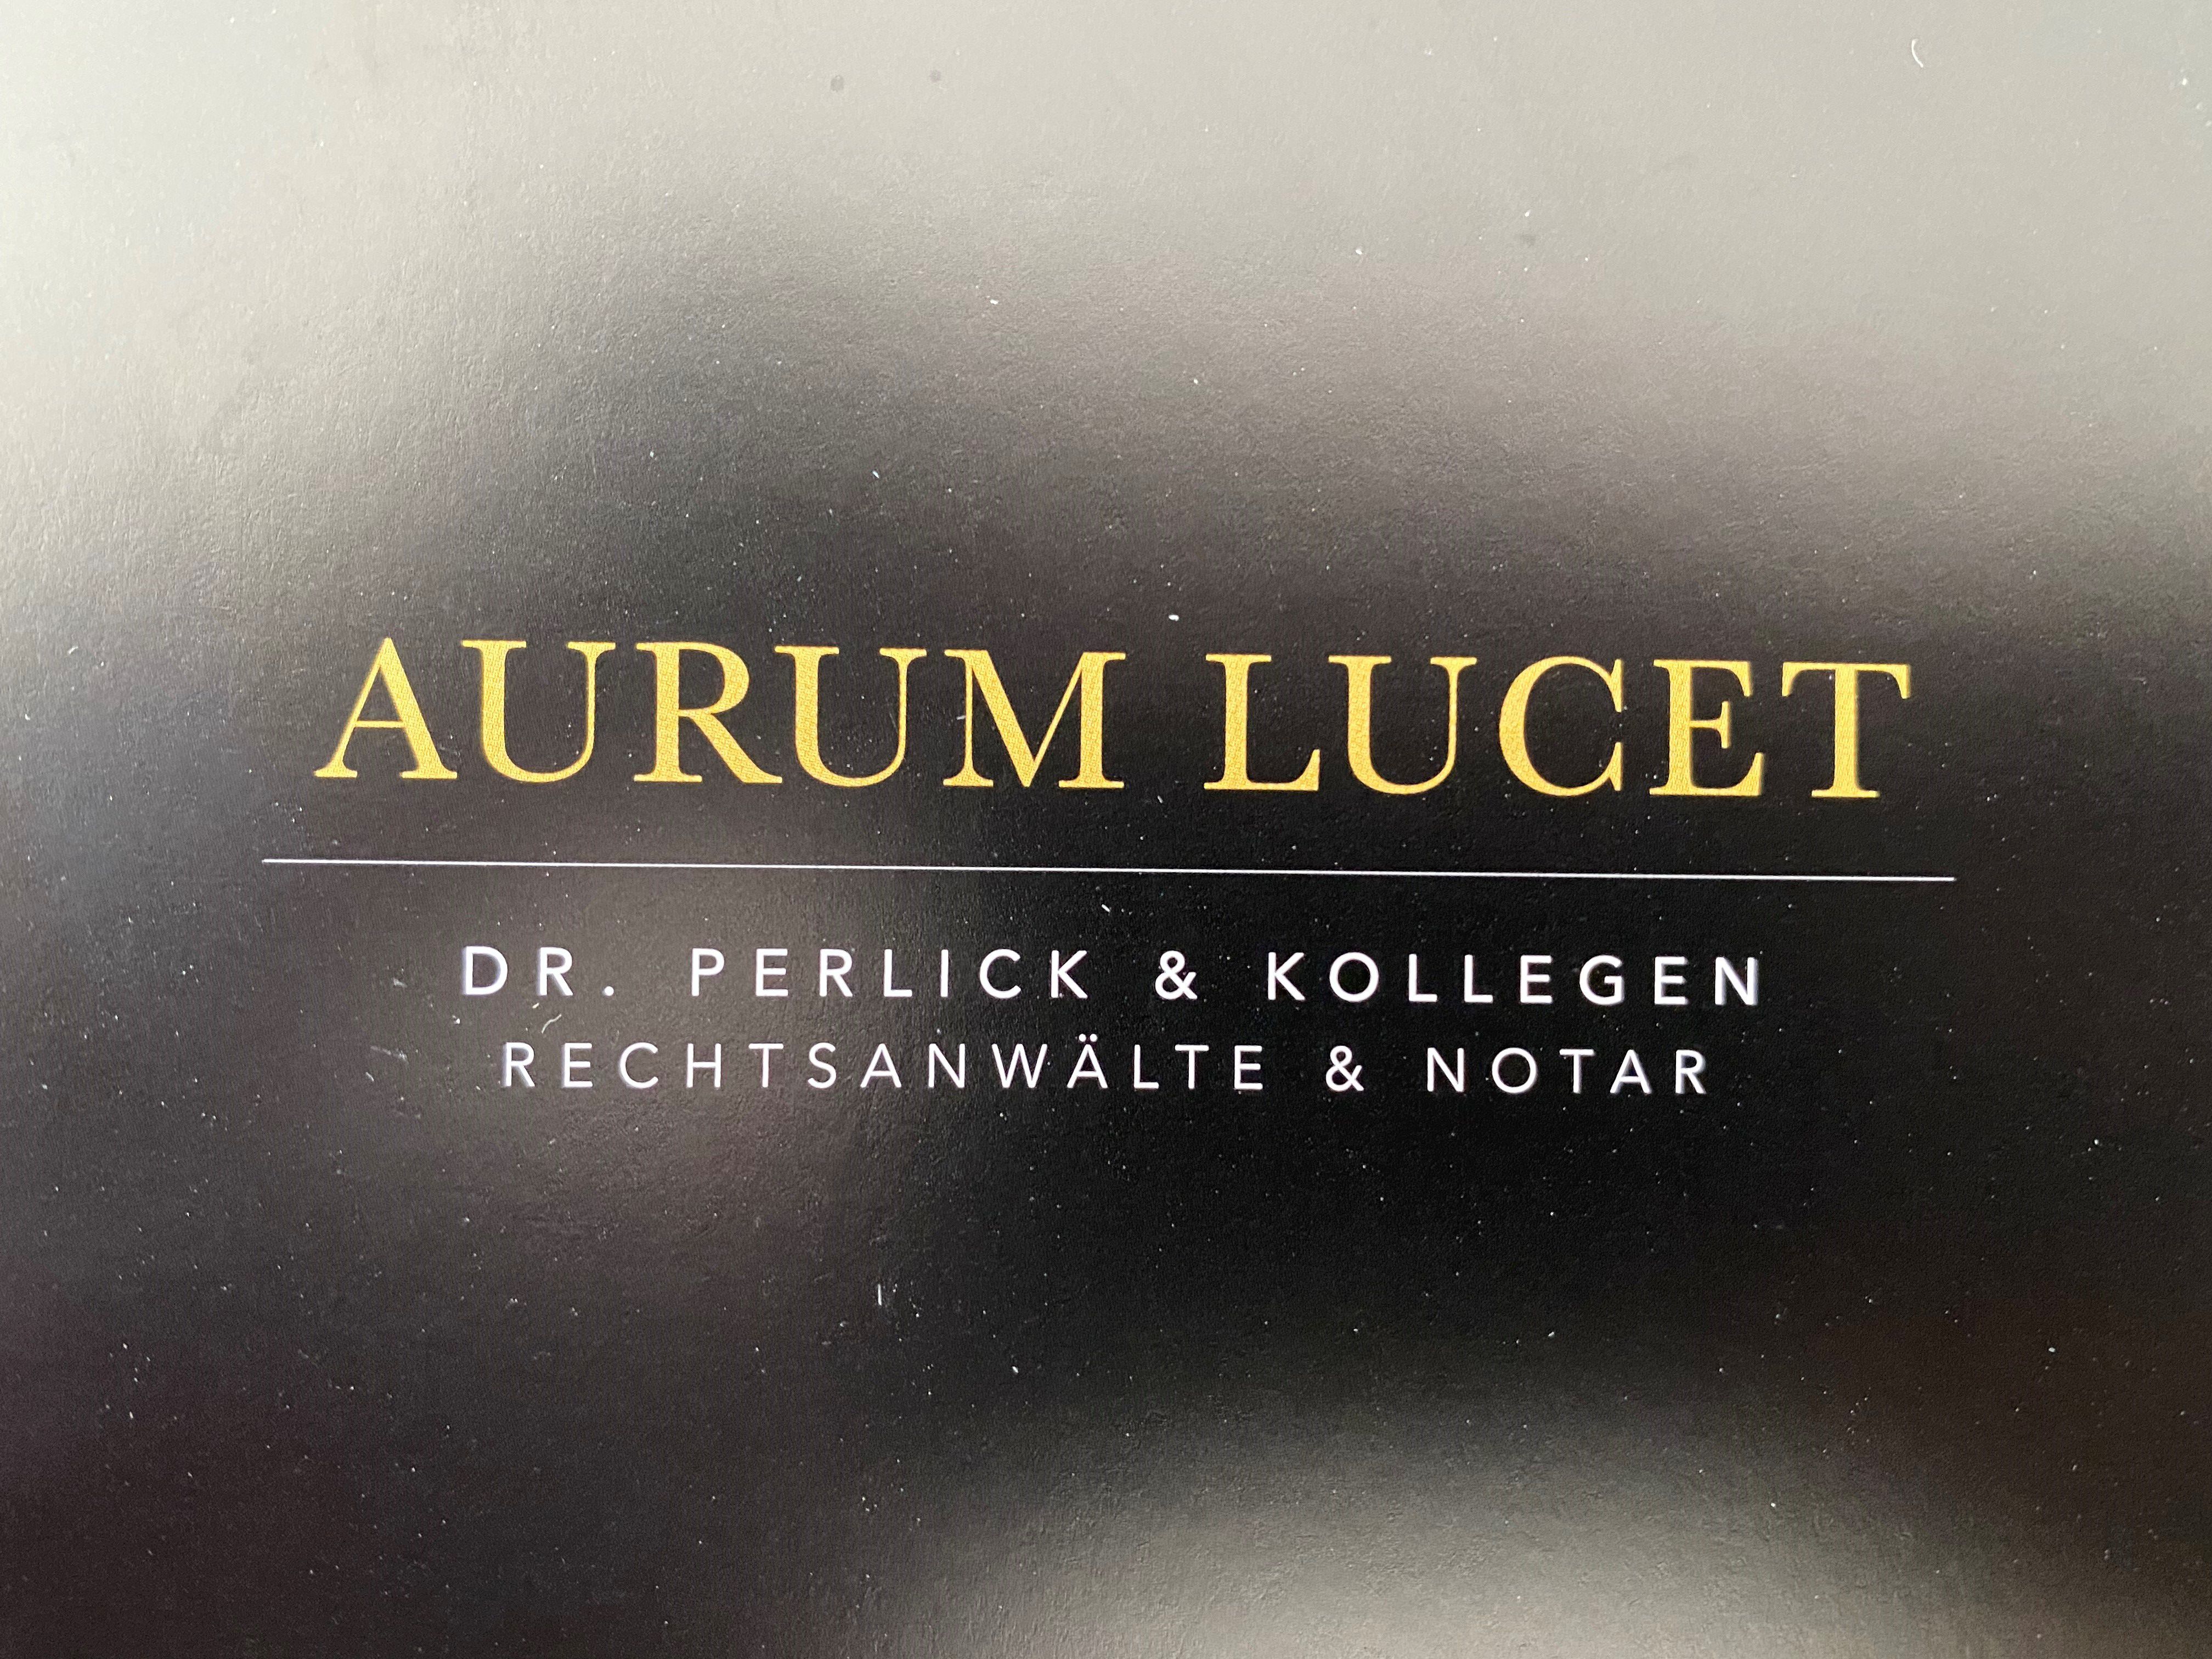 AURUM LUCET
DR. PERLICK & KOLLEGEN
RECHTSANWÄLTE & NOTAR